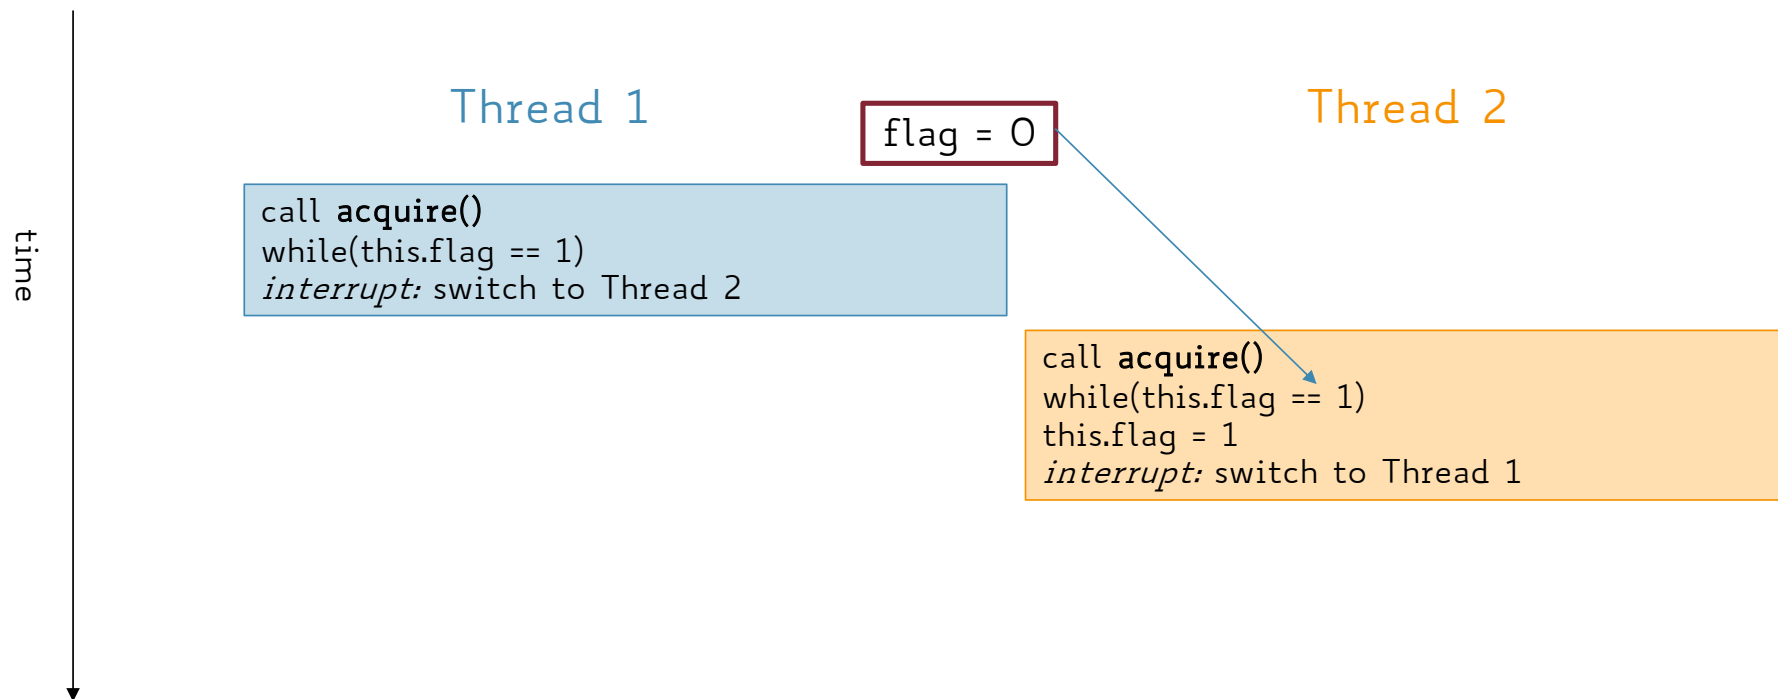 Thread 1
flag = 0
Thread 2
call acquire()
while(this.flag == 1)
interrupt: switch to Thread 2
time
call acquire()
while(this.flag == 1)
this.flag = 1
interrupt: switch to Thread 1